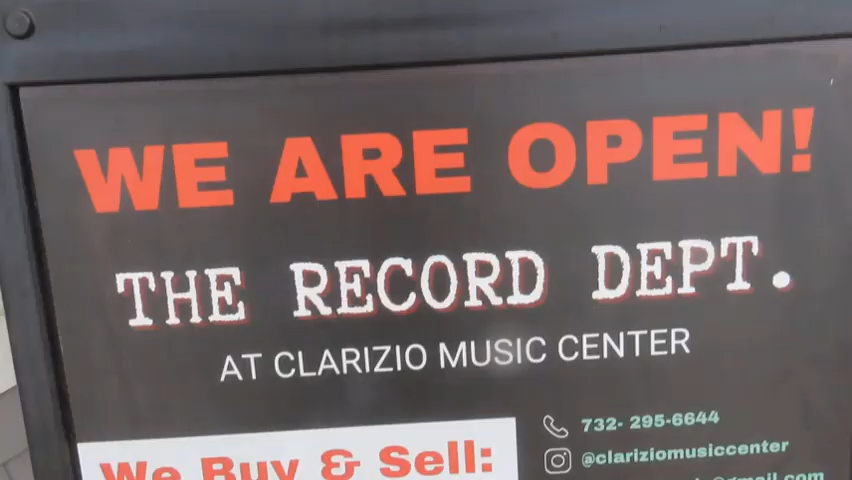 WE ARE OPEN!
THE RECORD DEPT.
AT CLARIZIO MUSIC CENTER
We Buy & Sell:
732- 295-6644
@clariziomusiccenter